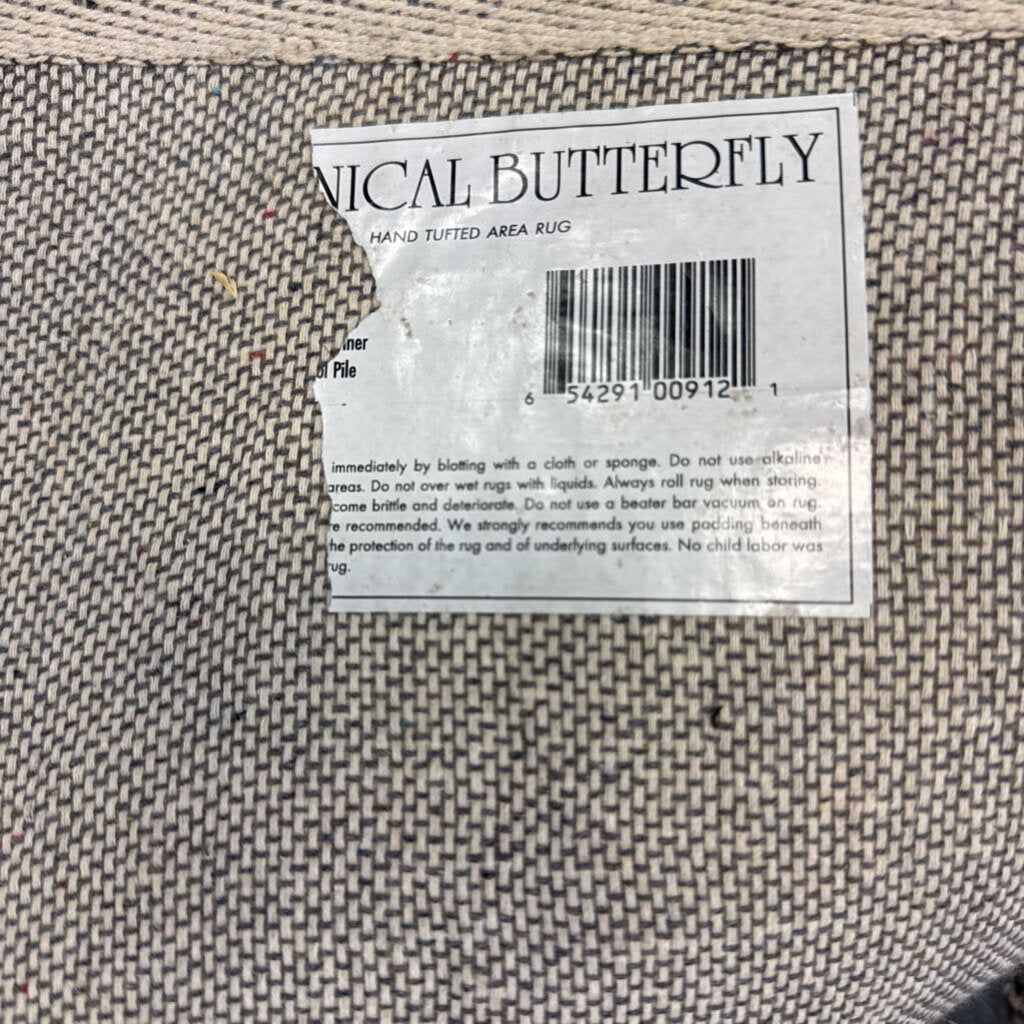 NICAL BUTTERFLY
HAND TUFTED AREA RUG
iner
ol Pile
6 54291 00912 1
immediately by blotting with a cloth or sponge. Do not use alkaline
areas. Do not over wet rugs with liquids. Always roll rug when storing.
come brittle and deteriorate. Do not use a beater bar vacuum on rug.
e recommended. We strongly recommends you use padding beneath
he protection of the rug and of underlying surfaces. No child labor was
rug.